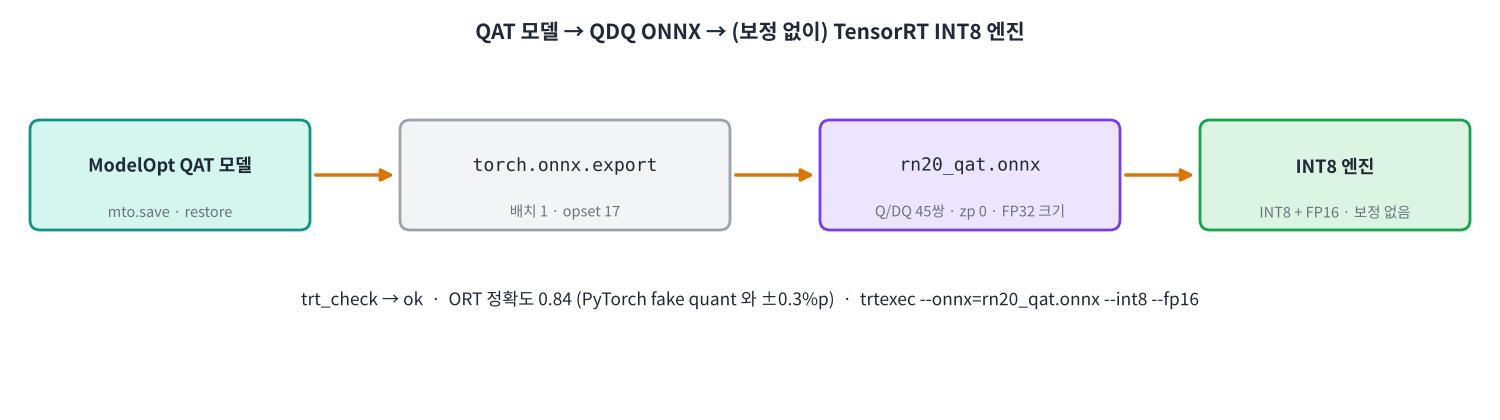 QAT 모델 → QDQ ONNX → (보정 없이) TensorRT INT8 엔진
ModelOpt QAT 모델
mto.save · restore
torch.onnx.export
배치 1 · opset 17
rn20_qat.onnx
Q/DQ 45쌍 · zp 0 · FP32 크기
INT8 엔진
INT8 + FP16 · 보정 없음
trt_check → ok · ORT 정확도 0.84 (PyTorch fake quant 와 ±0.3%p) · trtexec --onnx=rn20_qat.onnx --int8 --fp16